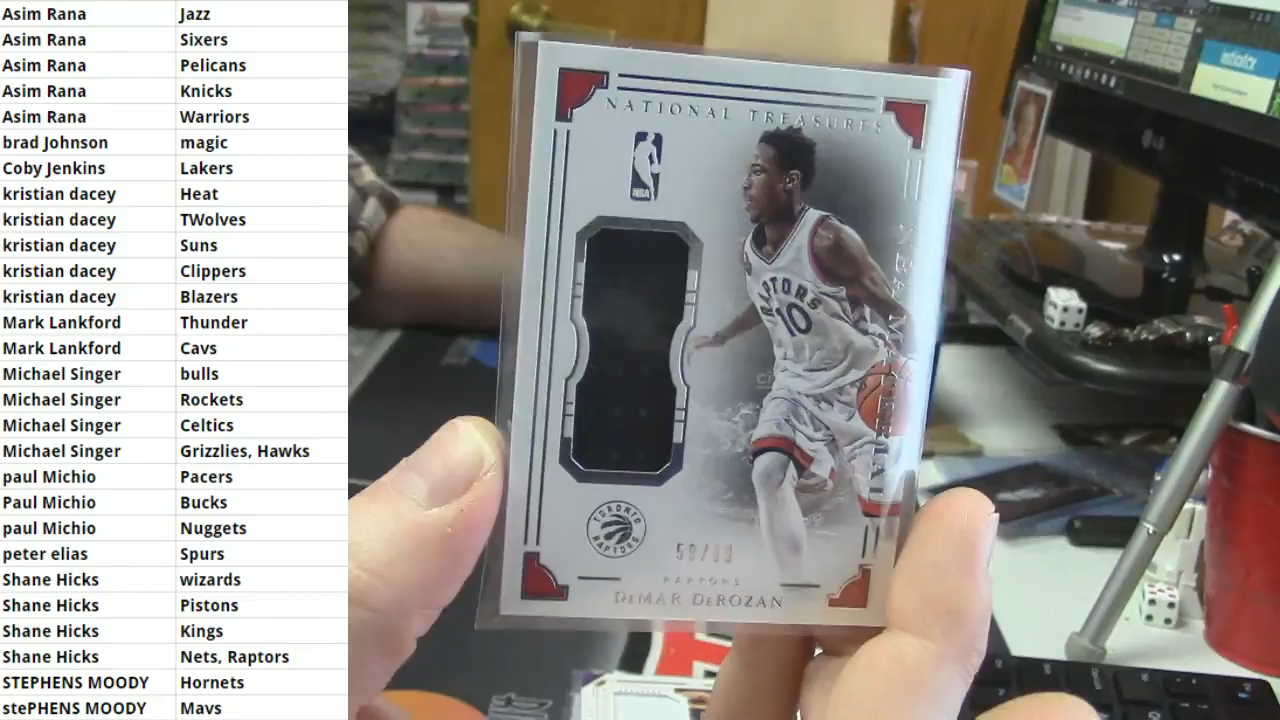 Asim Rana Jazz
Asim Rana Sixers
Asim Rana Pelicans
Asim Rana Knicks
Asim Rana Warriors
brad Johnson magic
Coby Jenkins Lakers
kristian dacey Heat
kristian dacey TWolves
kristian dacey Suns
kristian dacey Clippers
kristian dacey Blazers
Mark Lankford Thunder
Mark Lankford Cavs
Michael Singer bulls
Michael Singer Rockets
Michael Singer Celtics
Michael Singer Grizzlies, Hawks
paul Michio Pacers
Paul Michio Bucks
paul Michio Nuggets
peter elias Spurs
Shane Hicks wizards
Shane Hicks Pistons
Shane Hicks Kings
Shane Hicks Nets, Raptors
STEPHENS MOODY Hornets
stePHENS MOODY Mavs
NATIONAL TREASURES
NBA
RAPTORS
10
TORONTO
RAPTORS
RAPTORS
DEMAR DEROZAN
LG